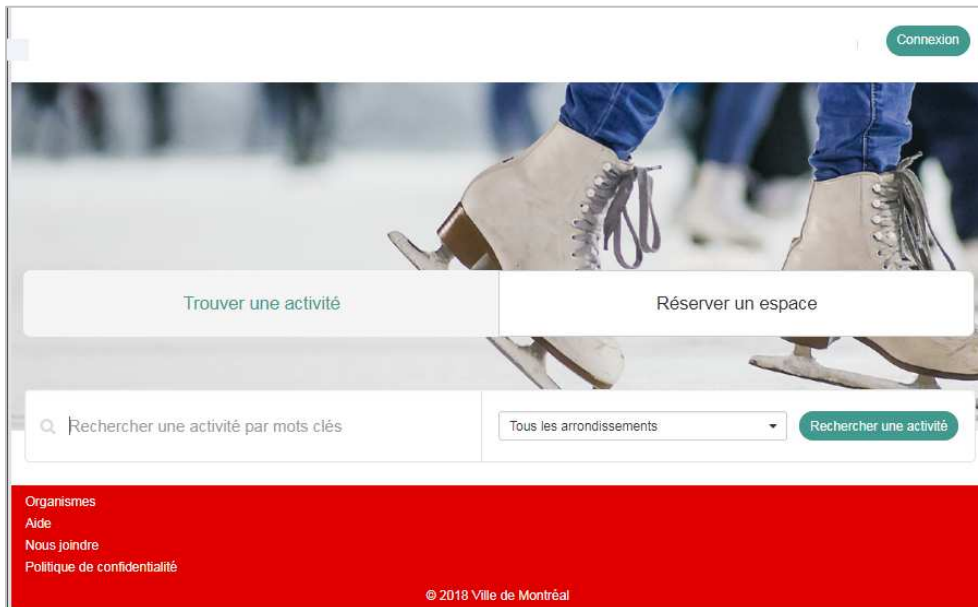 Connexion
Trouver une activité
Réserver un espace
Rechercher une activité par mots clés
Tous les arrondissements
Rechercher une activité
Organismes
Aide
Nous joindre
Politique de confidentialité
© 2018 Ville de Montréal